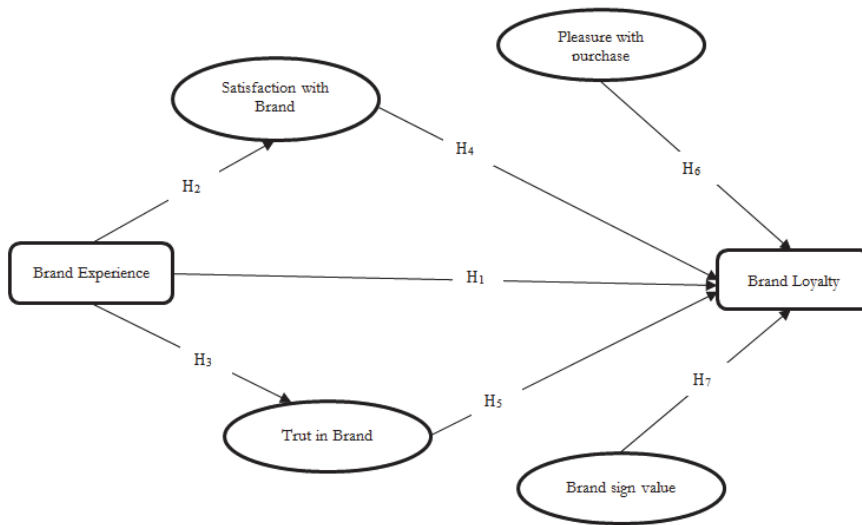 Pleasure with
purchase
Satisfaction with
Brand
H4
H6
H2
Brand Experience
H1
Brand Loyalty
H3
H5
H7
Trut in Brand
Brand sign value